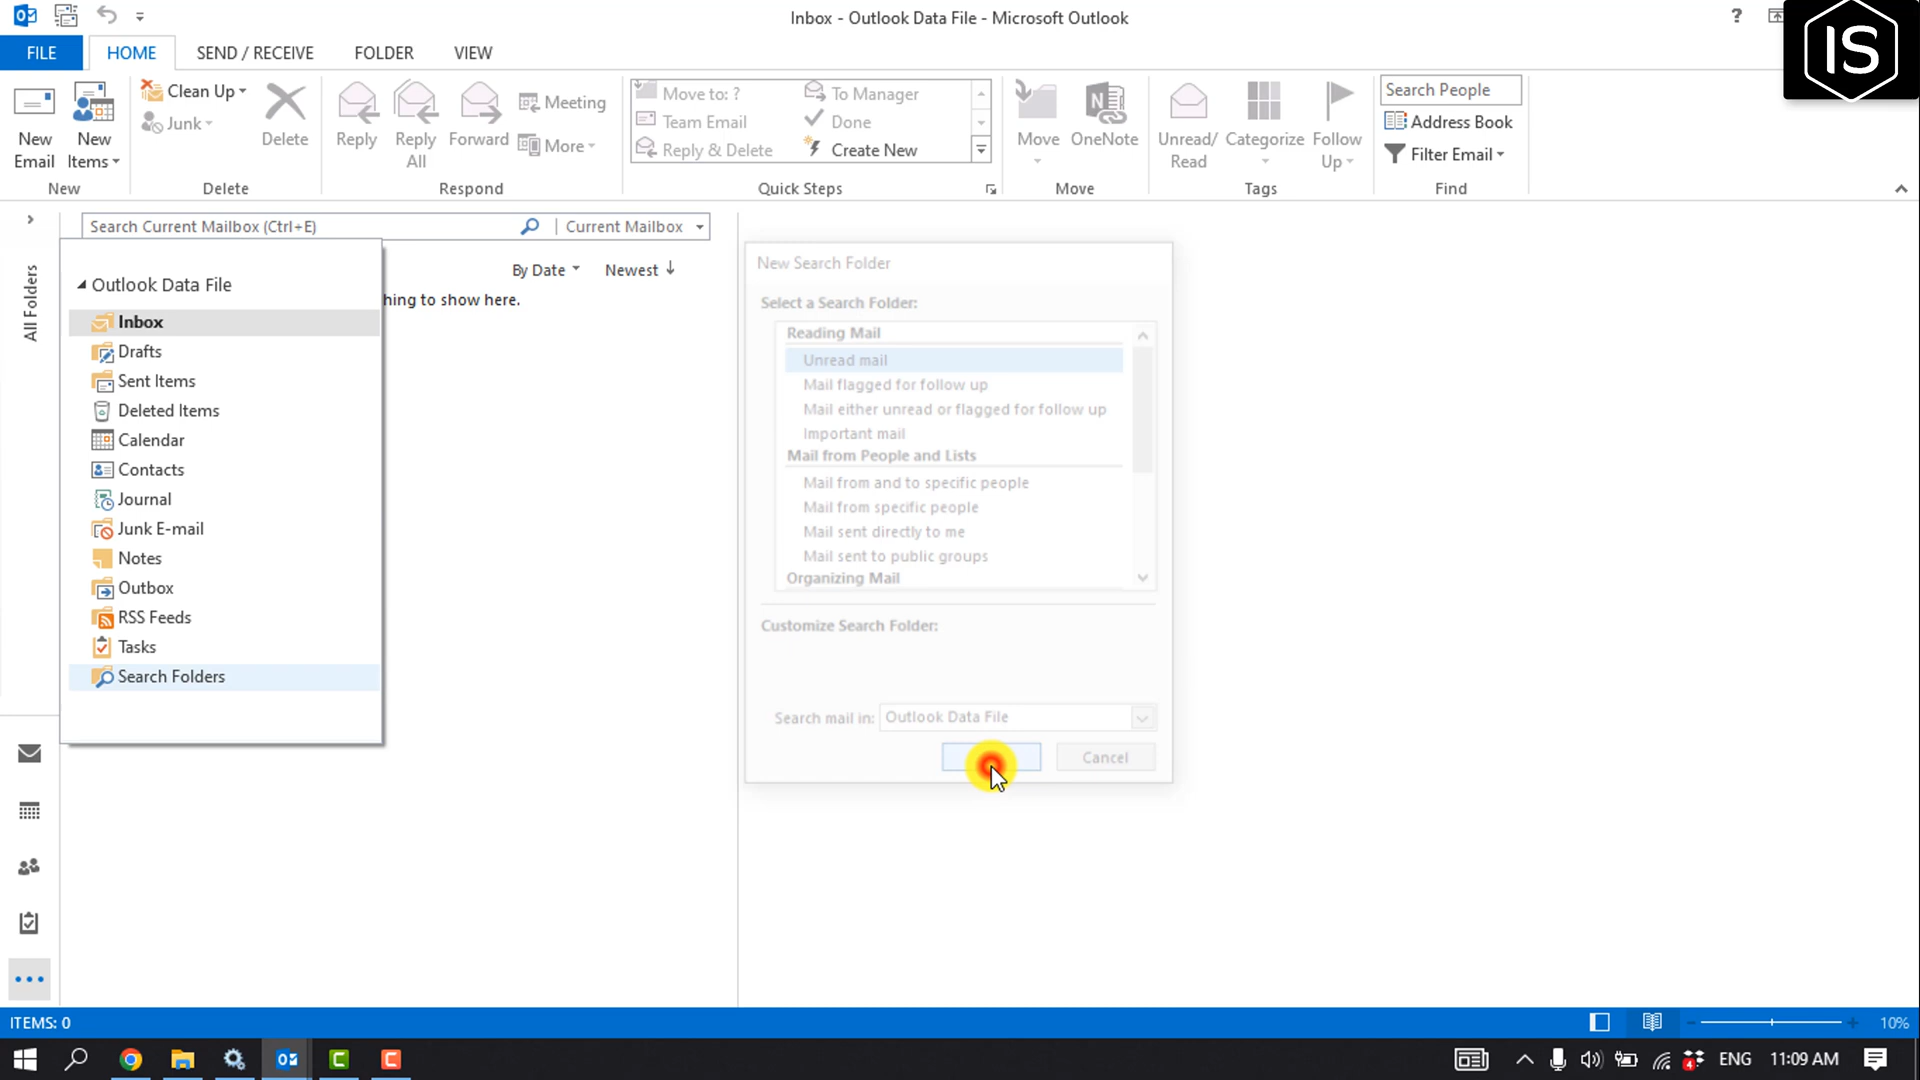 Inbox - Outlook Data File - Microsoft Outlook
?
IS
FILE
HOME
SEND / RECEIVE
FOLDER
VIEW
New
Email
New
Items
New
Clean Up
Junk
Delete
Delete
Reply
Reply
All
Forward
Meeting
More
Respond
Move to: ?
Team Email
Reply & Delete
To Manager
Done
Create New
Quick Steps
Move
OneNote
Move
Unread/
Read
Categorize
Follow
Up
Tags
Search People
Address Book
Filter Email
Find
Search Current Mailbox (Ctrl+E)
Current Mailbox
By Date
Newest
hing to show here.
All Folders
Outlook Data File
Inbox
Drafts
Sent Items
Deleted Items
Calendar
Contacts
Journal
Junk E-mail
Notes
Outbox
RSS Feeds
Tasks
Search Folders
New Search Folder
Select a Search Folder:
Reading Mail
Unread mail
Mail flagged for follow up
Mail either unread or flagged for follow up
Important mail
Mail from People and Lists
Mail from and to specific people
Mail from specific people
Mail sent directly to me
Mail sent to public groups
Organizing Mail
Customize Search Folder:
Search mail in:
Outlook Data File
Cancel
ITEMS: 0
10%
ENG
11:09 AM